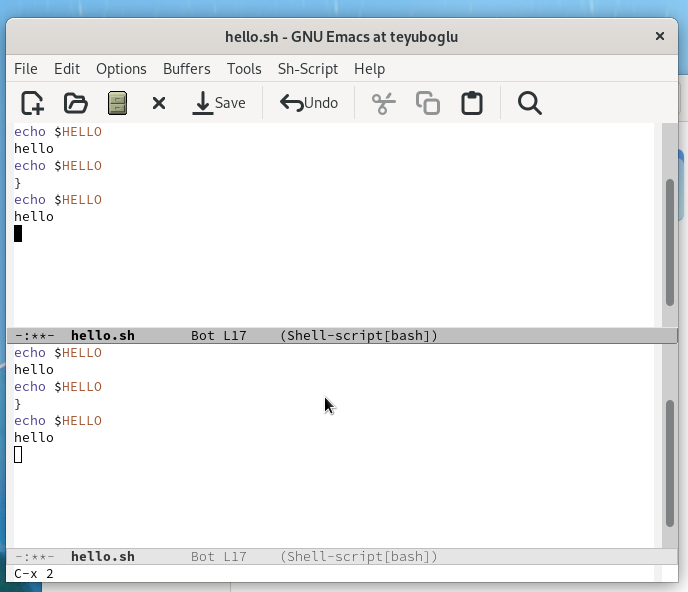 hello.sh - GNU Emacs at teyuboglu ×
File Edit Options Buffers Tools Sh-Script Help
Save Undo
echo $HELLO
hello
echo $HELLO
}
echo $HELLO
hello
-:**- hello.sh Bot L17 (Shell-script[bash])
echo $HELLO
hello
echo $HELLO
}
echo $HELLO
hello
-:**- hello.sh Bot L17 (Shell-script[bash])
C-x 2